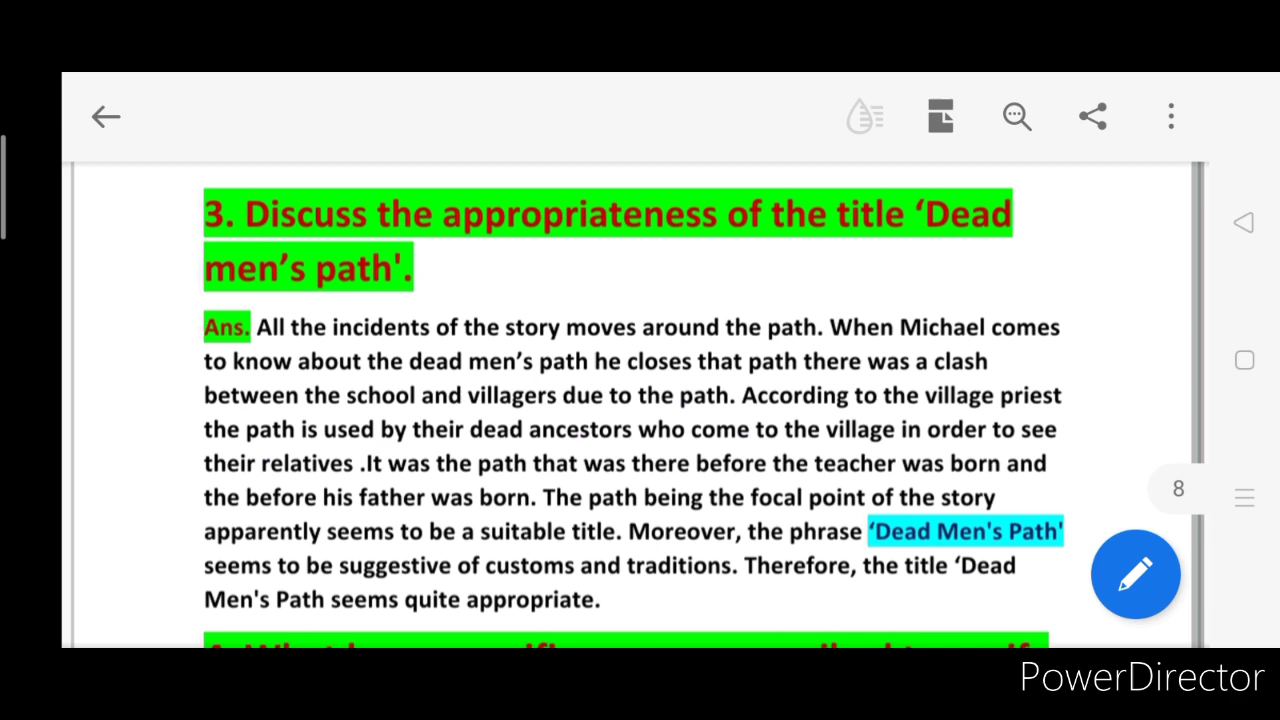 3. Discuss the appropriateness of the title ‘Dead
men’s path'.
Ans. All the incidents of the story moves around the path. When Michael comes
to know about the dead men’s path he closes that path there was a clash
between the school and villagers due to the path. According to the village priest
the path is used by their dead ancestors who come to the village in order to see
their relatives .It was the path that was there before the teacher was born and
the before his father was born. The path being the focal point of the story
8
apparently seems to be a suitable title. Moreover, the phrase ‘Dead Men's Path'
seems to be suggestive of customs and traditions. Therefore, the title ‘Dead
Men's Path seems quite appropriate.
PowerDirector